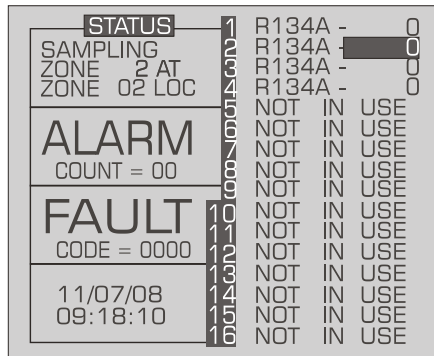 STATUS
SAMPLING
ZONE 2 AT
ZONE 02 LOC
ALARM
COUNT = 00
FAULT
CODE = 0000
11/07/08
09:18:10
1 R134A - 0
2 R134A - 0
3 R134A - 0
4 R134A - 0
5 NOT IN USE
6 NOT IN USE
7 NOT IN USE
8 NOT IN USE
9 NOT IN USE
10 NOT IN USE
11 NOT IN USE
12 NOT IN USE
13 NOT IN USE
14 NOT IN USE
15 NOT IN USE
16 NOT IN USE